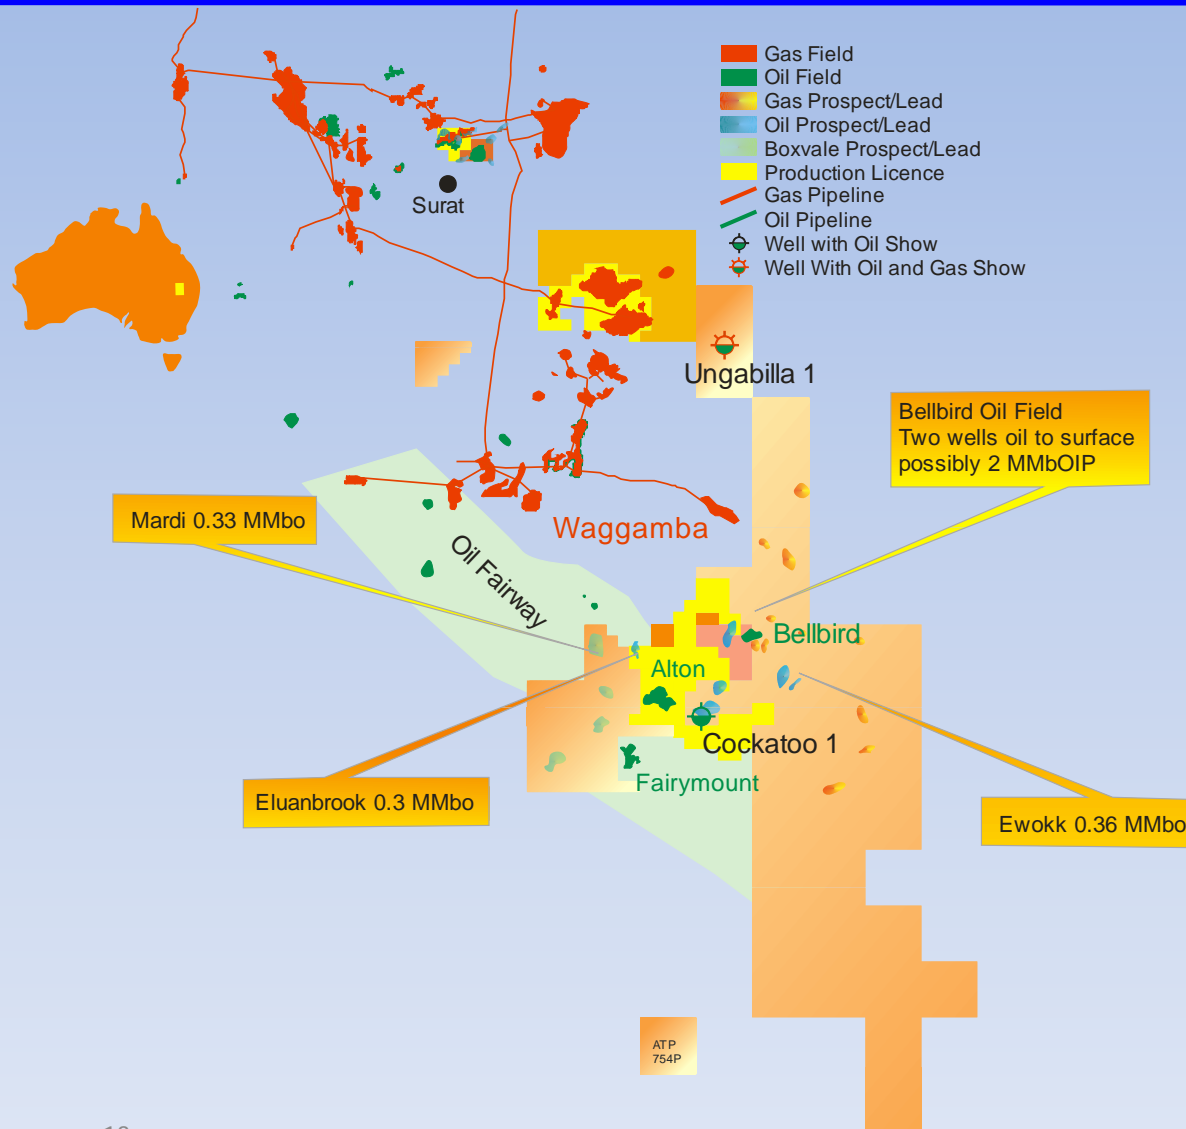 Gas Field
Oil Field
Gas Prospect/Lead
Oil Prospect/Lead
Boxvale Prospect/Lead
Production Licence
Gas Pipeline
Oil Pipeline
Well with Oil Show
Well With Oil and Gas Show
Surat
Ungabilla 1
Bellbird Oil Field
Two wells oil to surface
possibly 2 MMbOIP
Mardi 0.33 MMbo
Waggamba
Oil Fairway
Bellbird
Alton
Cockatoo 1
Fairymount
Eluanbrook 0.3 MMbo
Ewokk 0.36 MMbo
ATP
754P